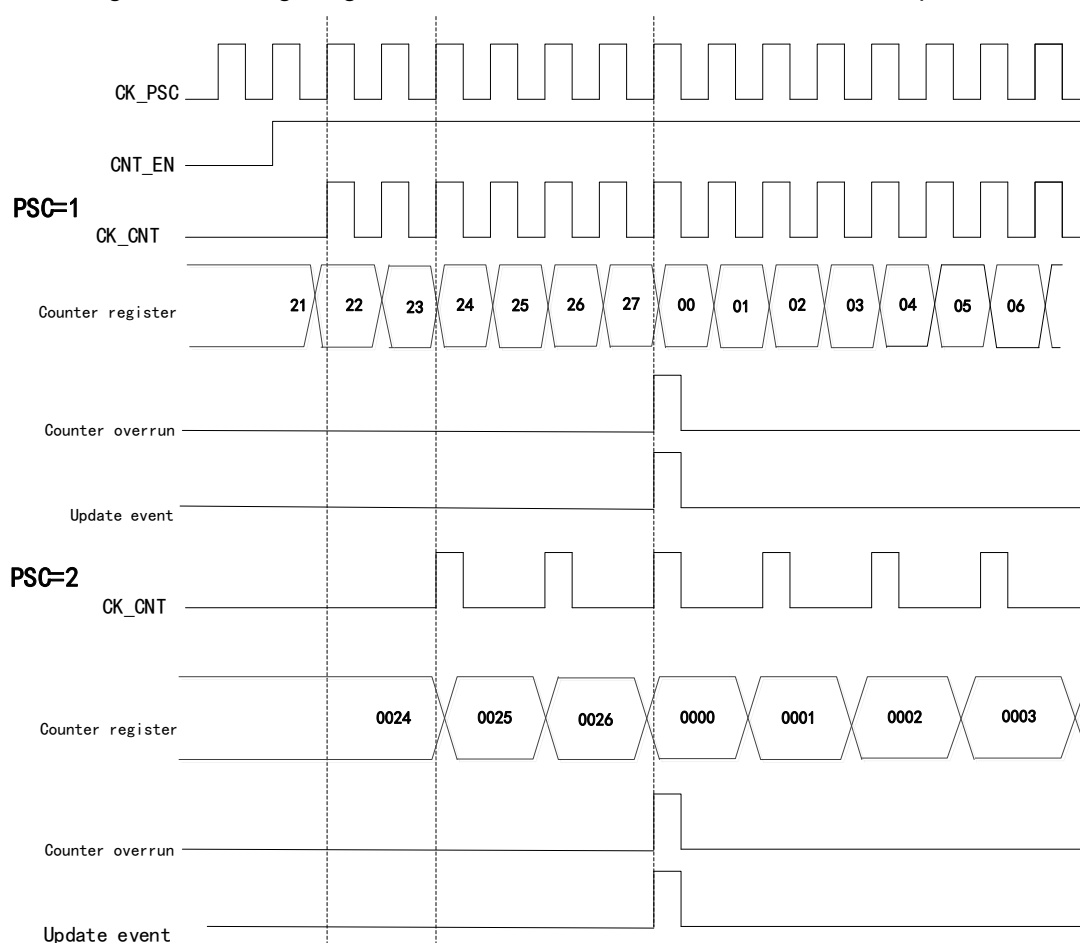 CK_PSC
CNT_EN
PSC=1
CK_CNT
Counter register 21 22 23 24 25 26 27 00 01 02 03 04 05 06
Counter overrun
Update event
PSC=2
CK_CNT
Counter register 0024 0025 0026 0000 0001 0002 0003
Counter overrun
Update event